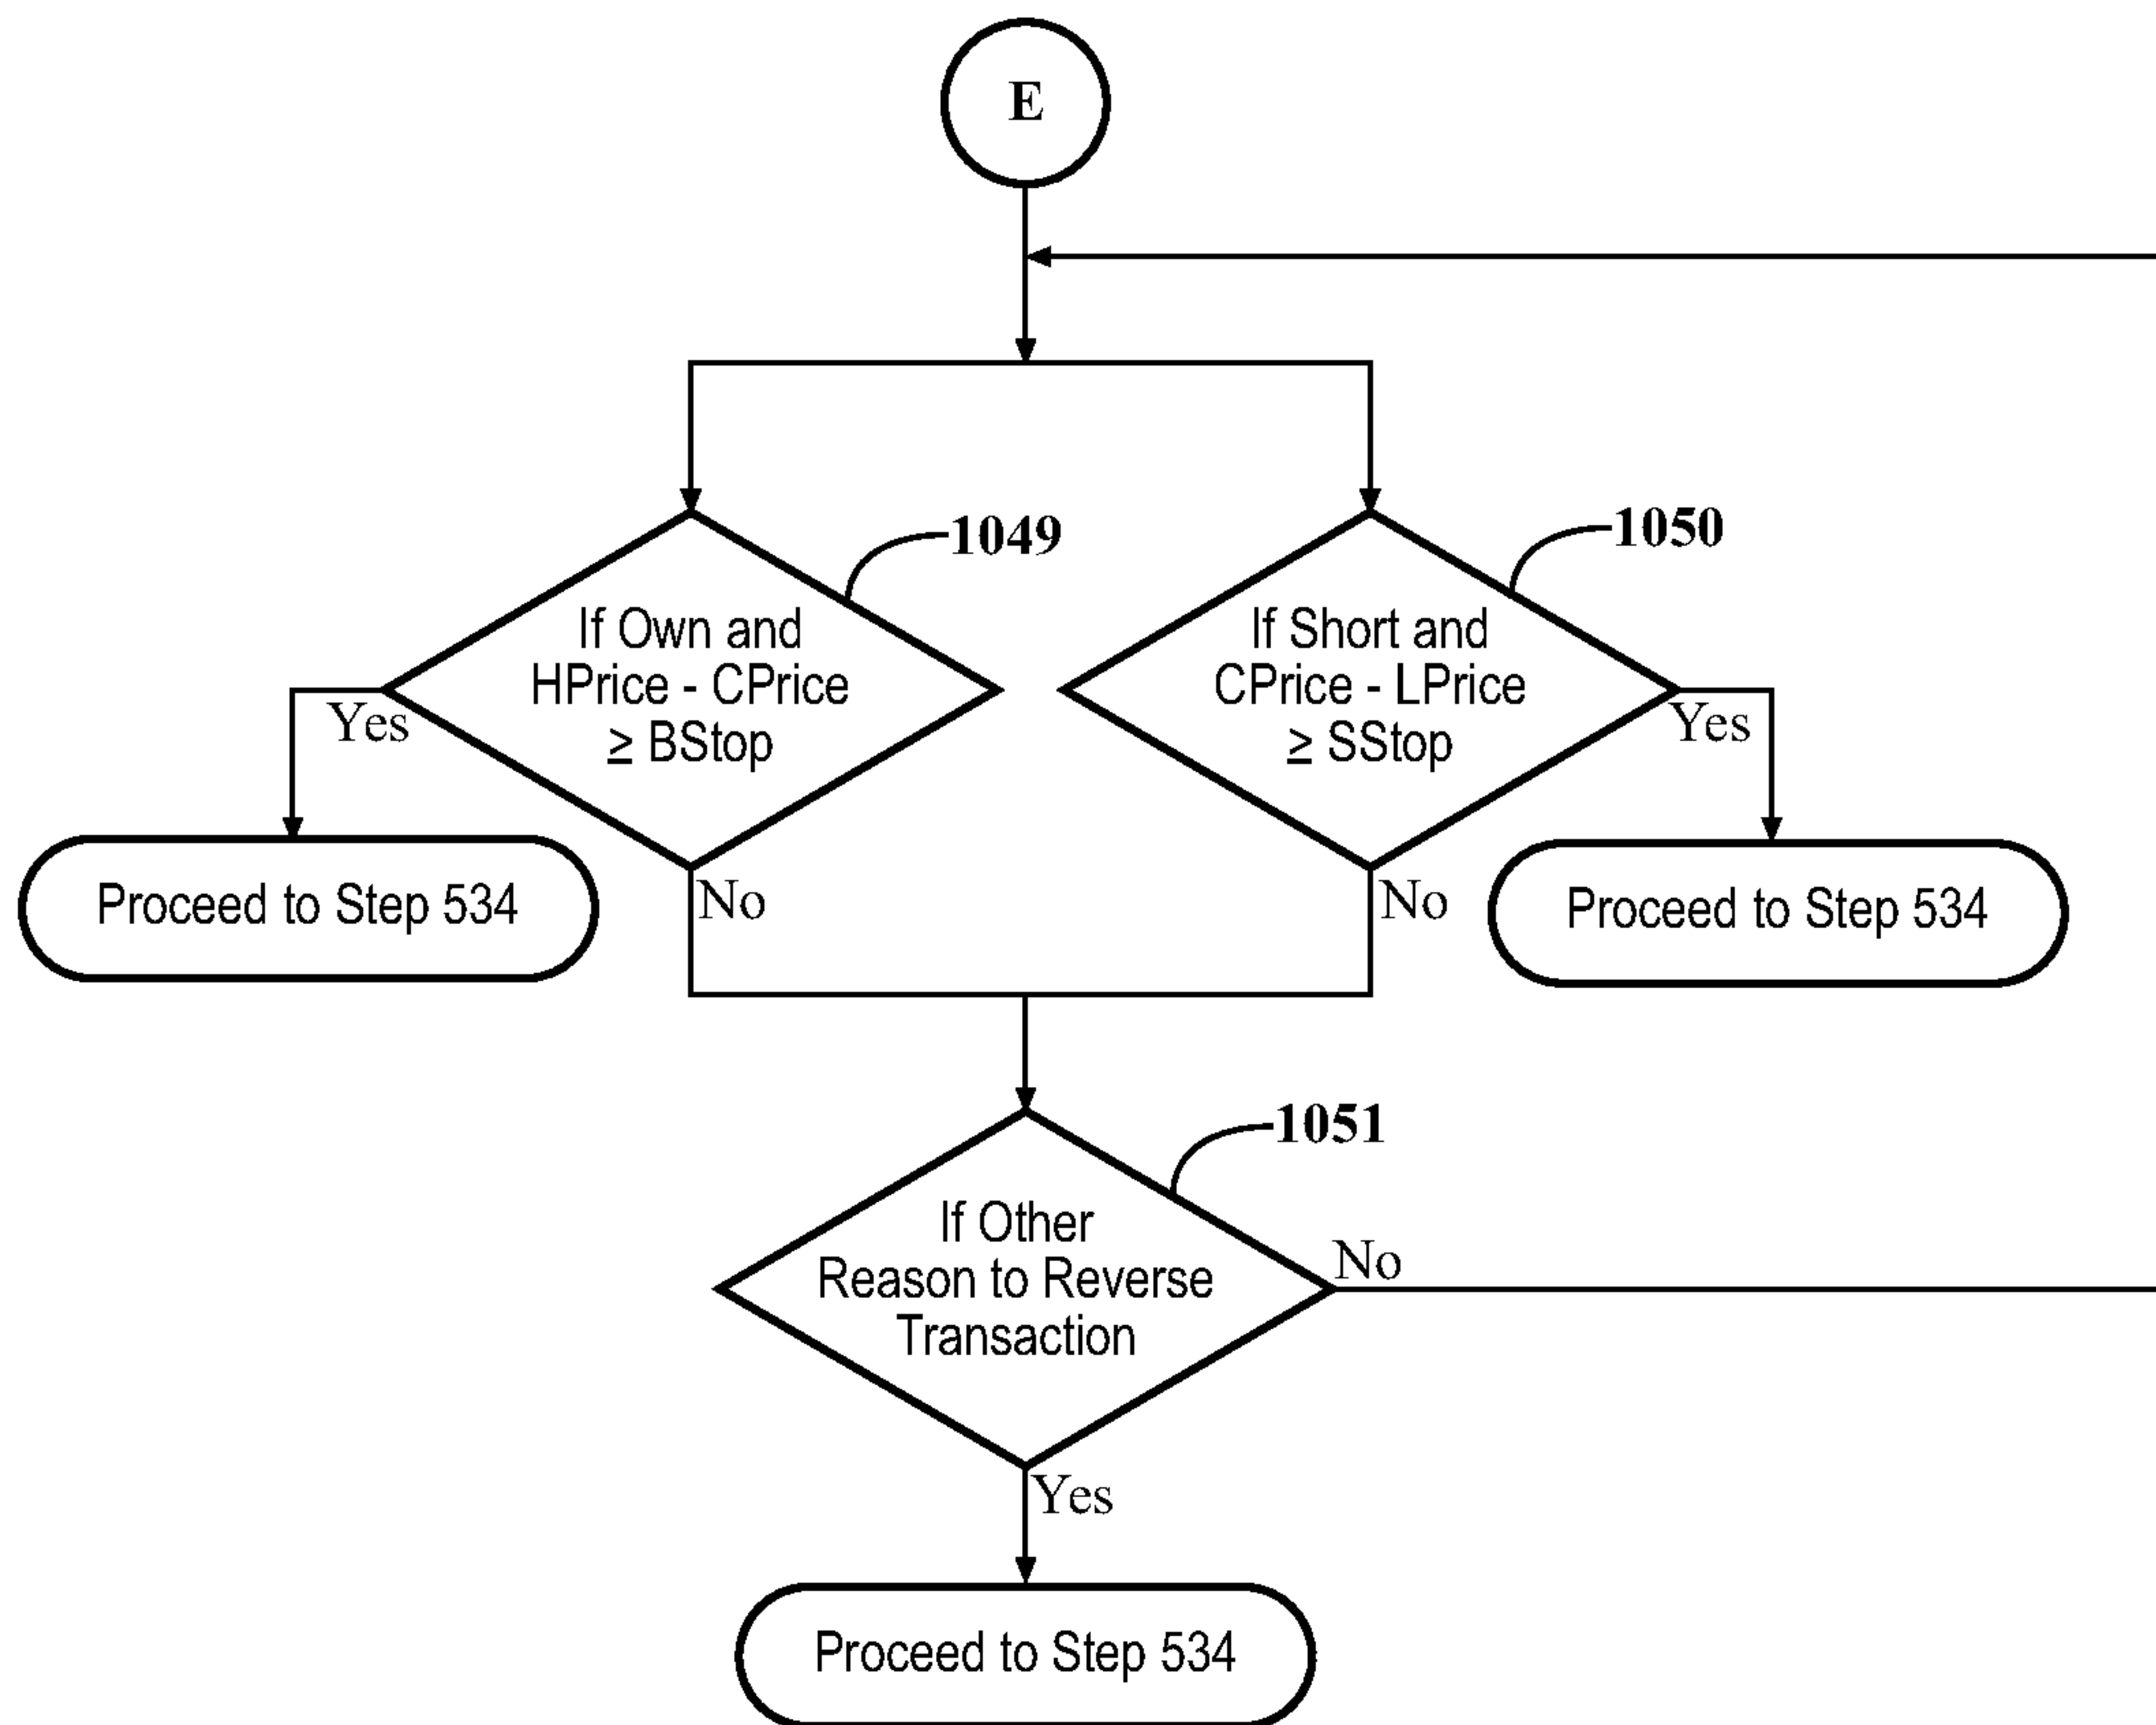 E
1049
1050
If Own and
HPrice - CPrice
≥ BStop
If Short and
CPrice - LPrice
≥ SStop
Yes
Yes
No
No
Proceed to Step 534
Proceed to Step 534
1051
If Other
Reason to Reverse
Transaction
No
Yes
Proceed to Step 534